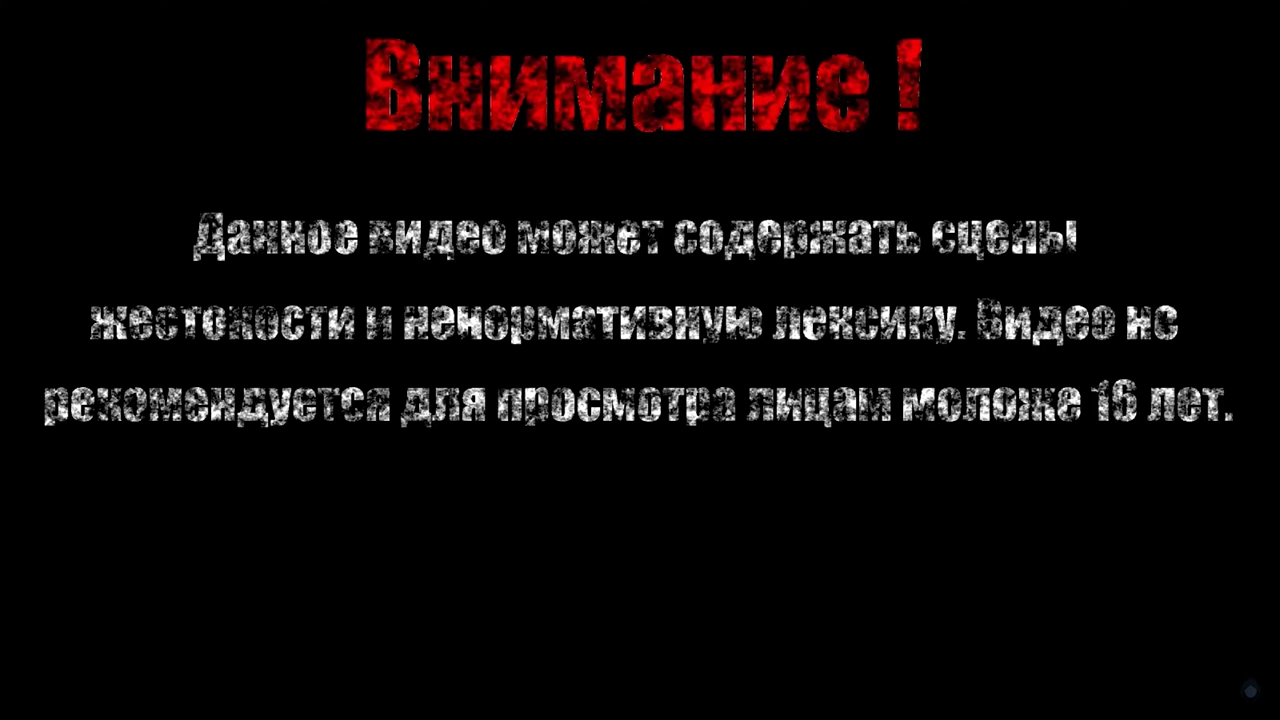 Внимание !
Данное видео может содержать сцены
жестокости и ненормативную лексику. Видео не
рекомендуется для просмотра лицам моложе 16 лет.